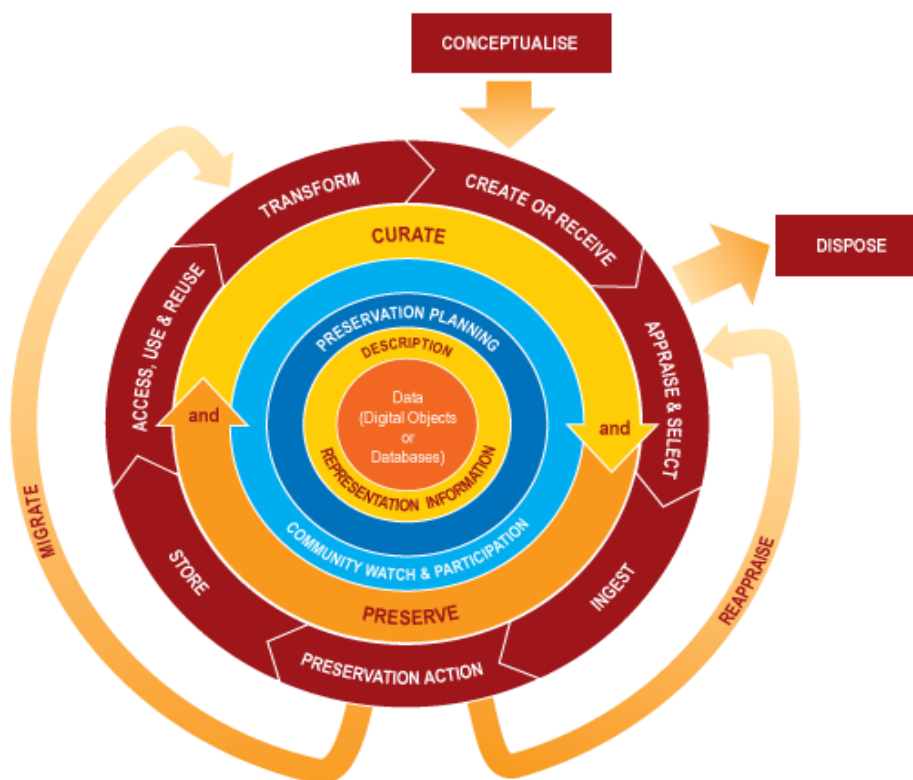 CONCEPTUALISE
CREATE OR RECEIVE
DISPOSE
APPRAISE & SELECT
INGEST
PRESERVATION ACTION
STORE
ACCESS, USE & REUSE
TRANSFORM
MIGRATE
REAPPRAISE
CURATE
and
PRESERVE
and
COMMUNITY WATCH & PARTICIPATION
PRESERVATION PLANNING
DESCRIPTION
REPRESENTATION INFORMATION
Data
(Digital Objects
or
Databases)